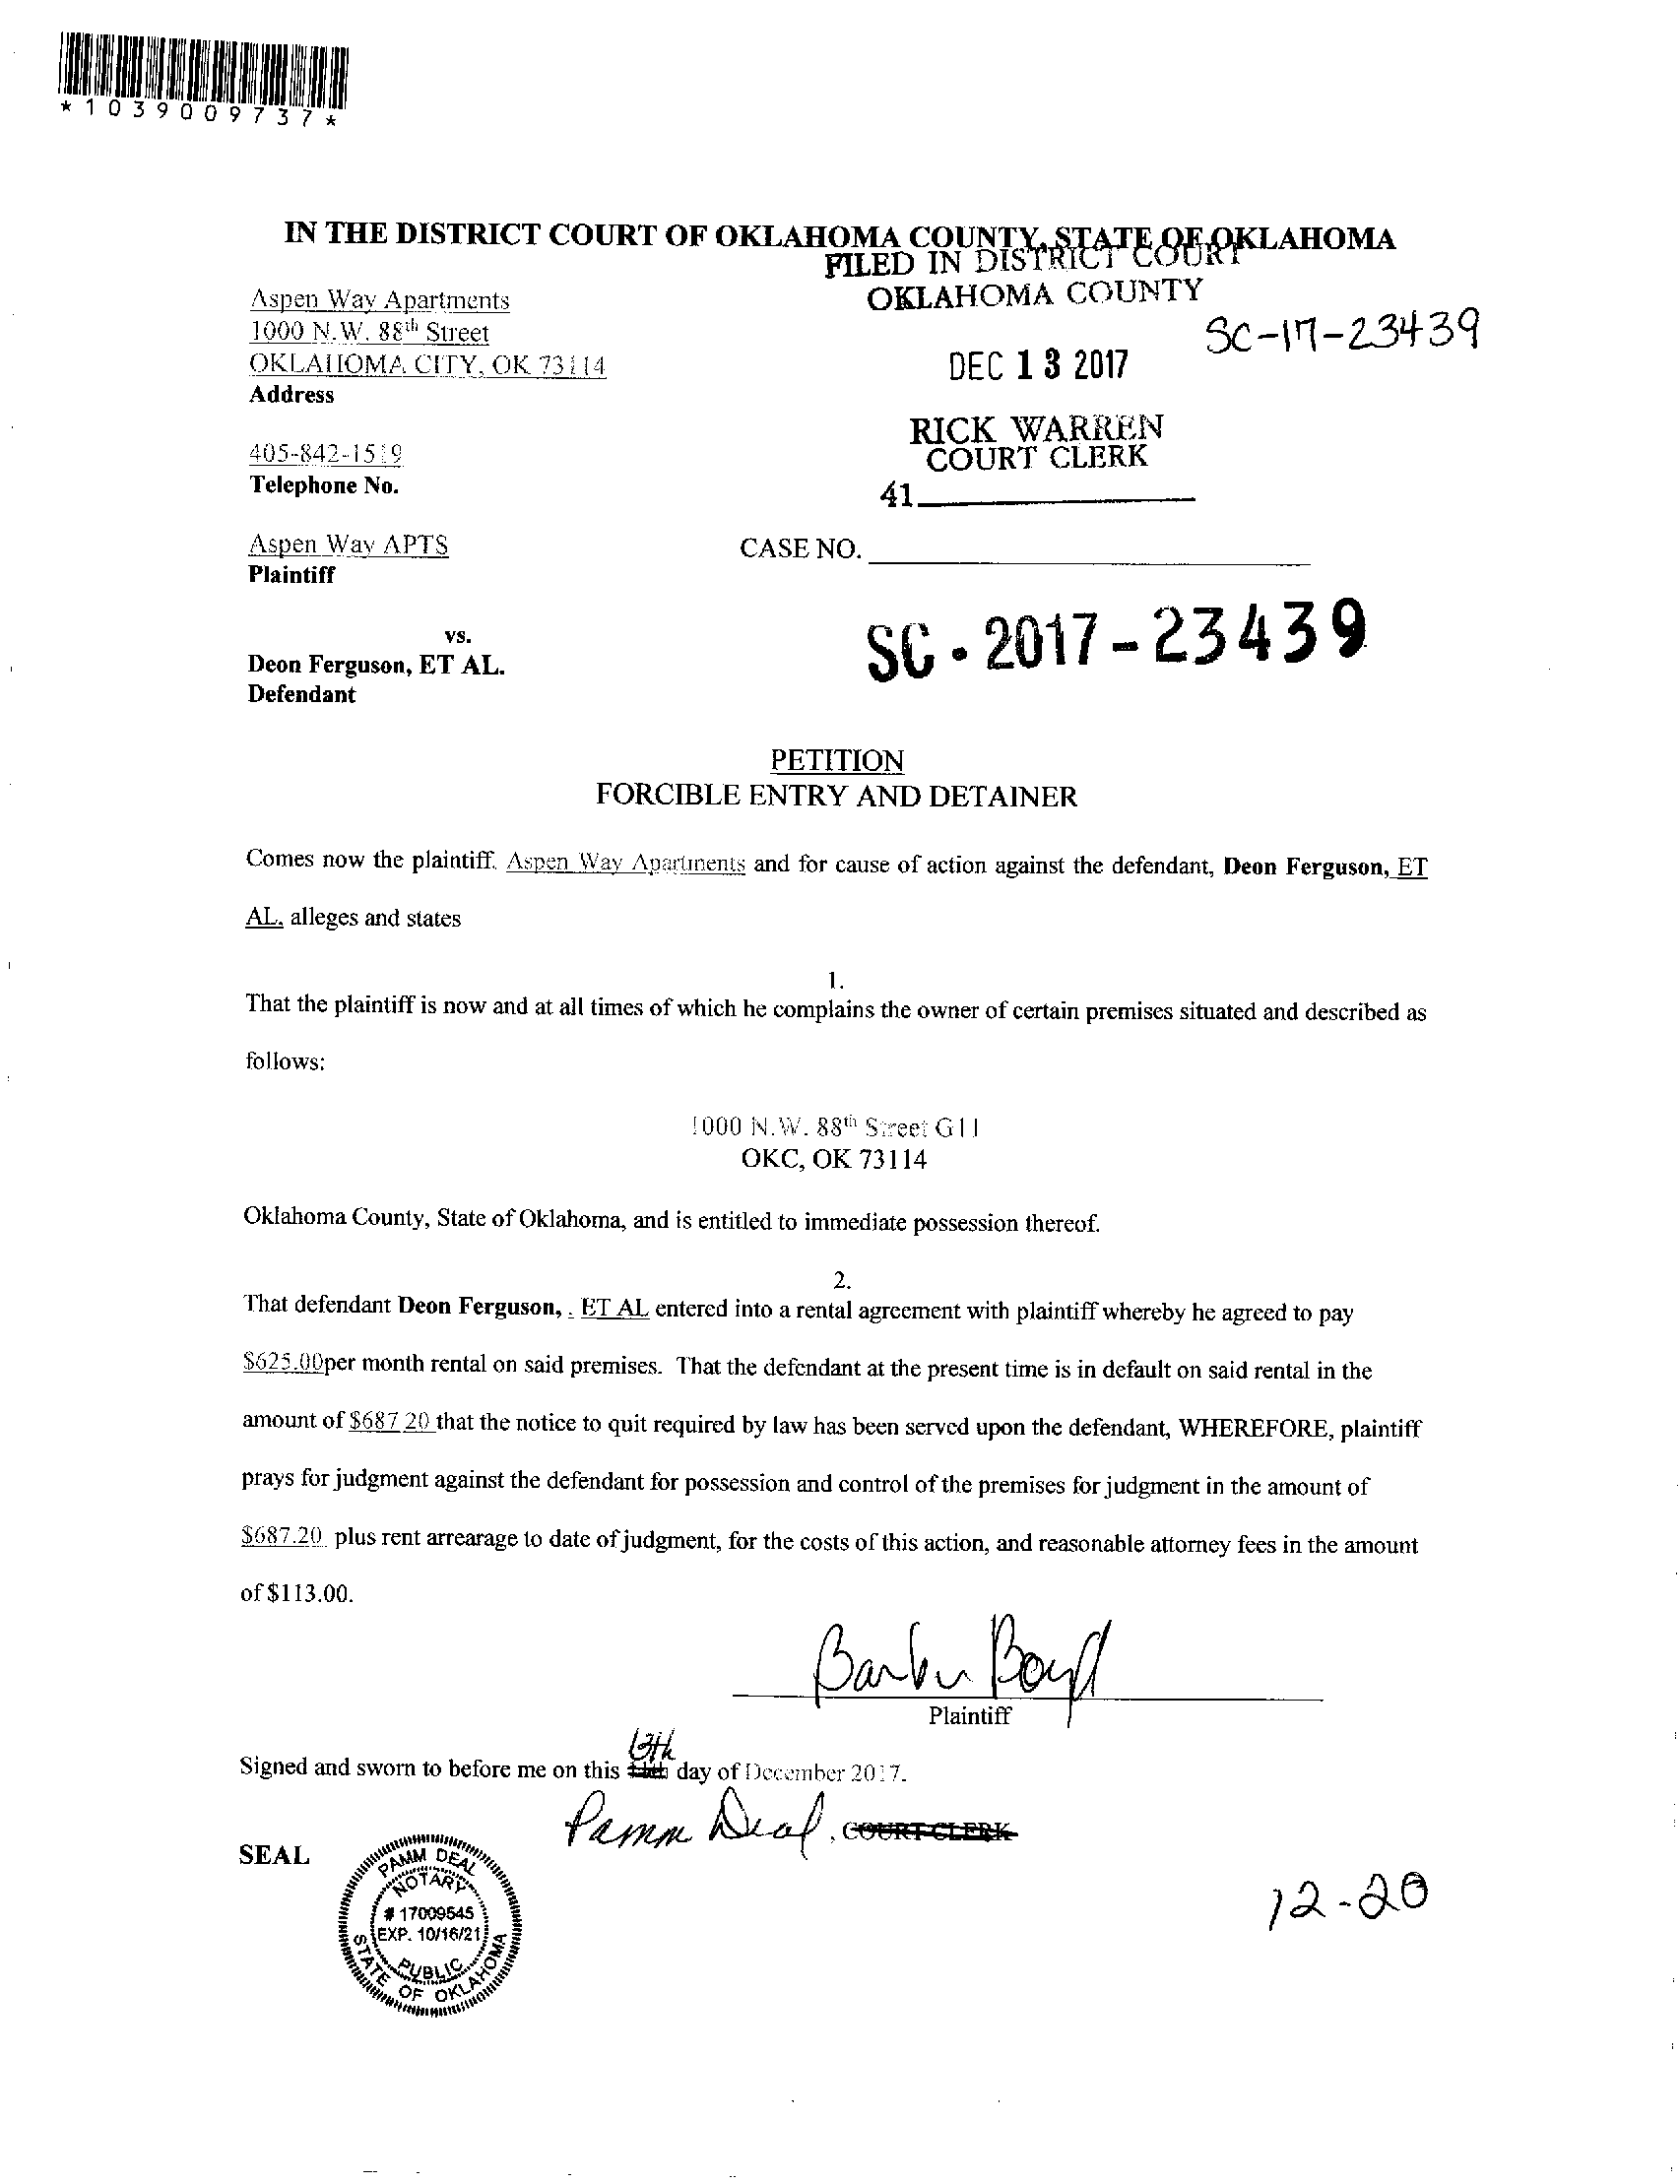 *1039009737*
IN THE DISTRICT COURT OF OKLAHOMA COUNTY, STATE OF OKLAHOMA
FILED IN DISTRICT COURT
OKLAHOMA COUNTY
Aspen Way Apartments
1000 N.W. 88th Street
SC-17-23439
OKLAHOMA CITY, OK 73114
DEC 13 2017
Address
RICK WARREN
COURT CLERK
405-842-1519
Telephone No.
41
Aspen Way APTS
CASE NO.
Plaintiff
vs.
SC-2017-23439
Deon Ferguson, ET AL.
Defendant
PETITION
FORCIBLE ENTRY AND DETAINER
Comes now the plaintiff. Aspen Way Apartments and for cause of action against the defendant, Deon Ferguson, ET
AL. alleges and states
1.
That the plaintiff is now and at all times of which he complains the owner of certain premises situated and described as
follows:
1000 N.W. 88th Street G11
OKC, OK 73114
Oklahoma County, State of Oklahoma, and is entitled to immediate possession thereof.
2.
That defendant Deon Ferguson, . ET AL entered into a rental agreement with plaintiff whereby he agreed to pay
$625.00per month rental on said premises. That the defendant at the present time is in default on said rental in the
amount of $687.20 that the notice to quit required by law has been served upon the defendant, WHEREFORE, plaintiff
prays for judgment against the defendant for possession and control of the premises for judgment in the amount of
$687.20 plus rent arrearage to date of judgment, for the costs of this action, and reasonable attorney fees in the amount
of $113.00.
Plaintiff
Signed and sworn to before me on this day of December 2017.
Pamm Deal, COURT CLERK
SEAL
PAMM DEAL
NOTARY
# 17009545
EXP. 10/16/21
PUBLIC
STATE OF OKLAHOMA
12-20